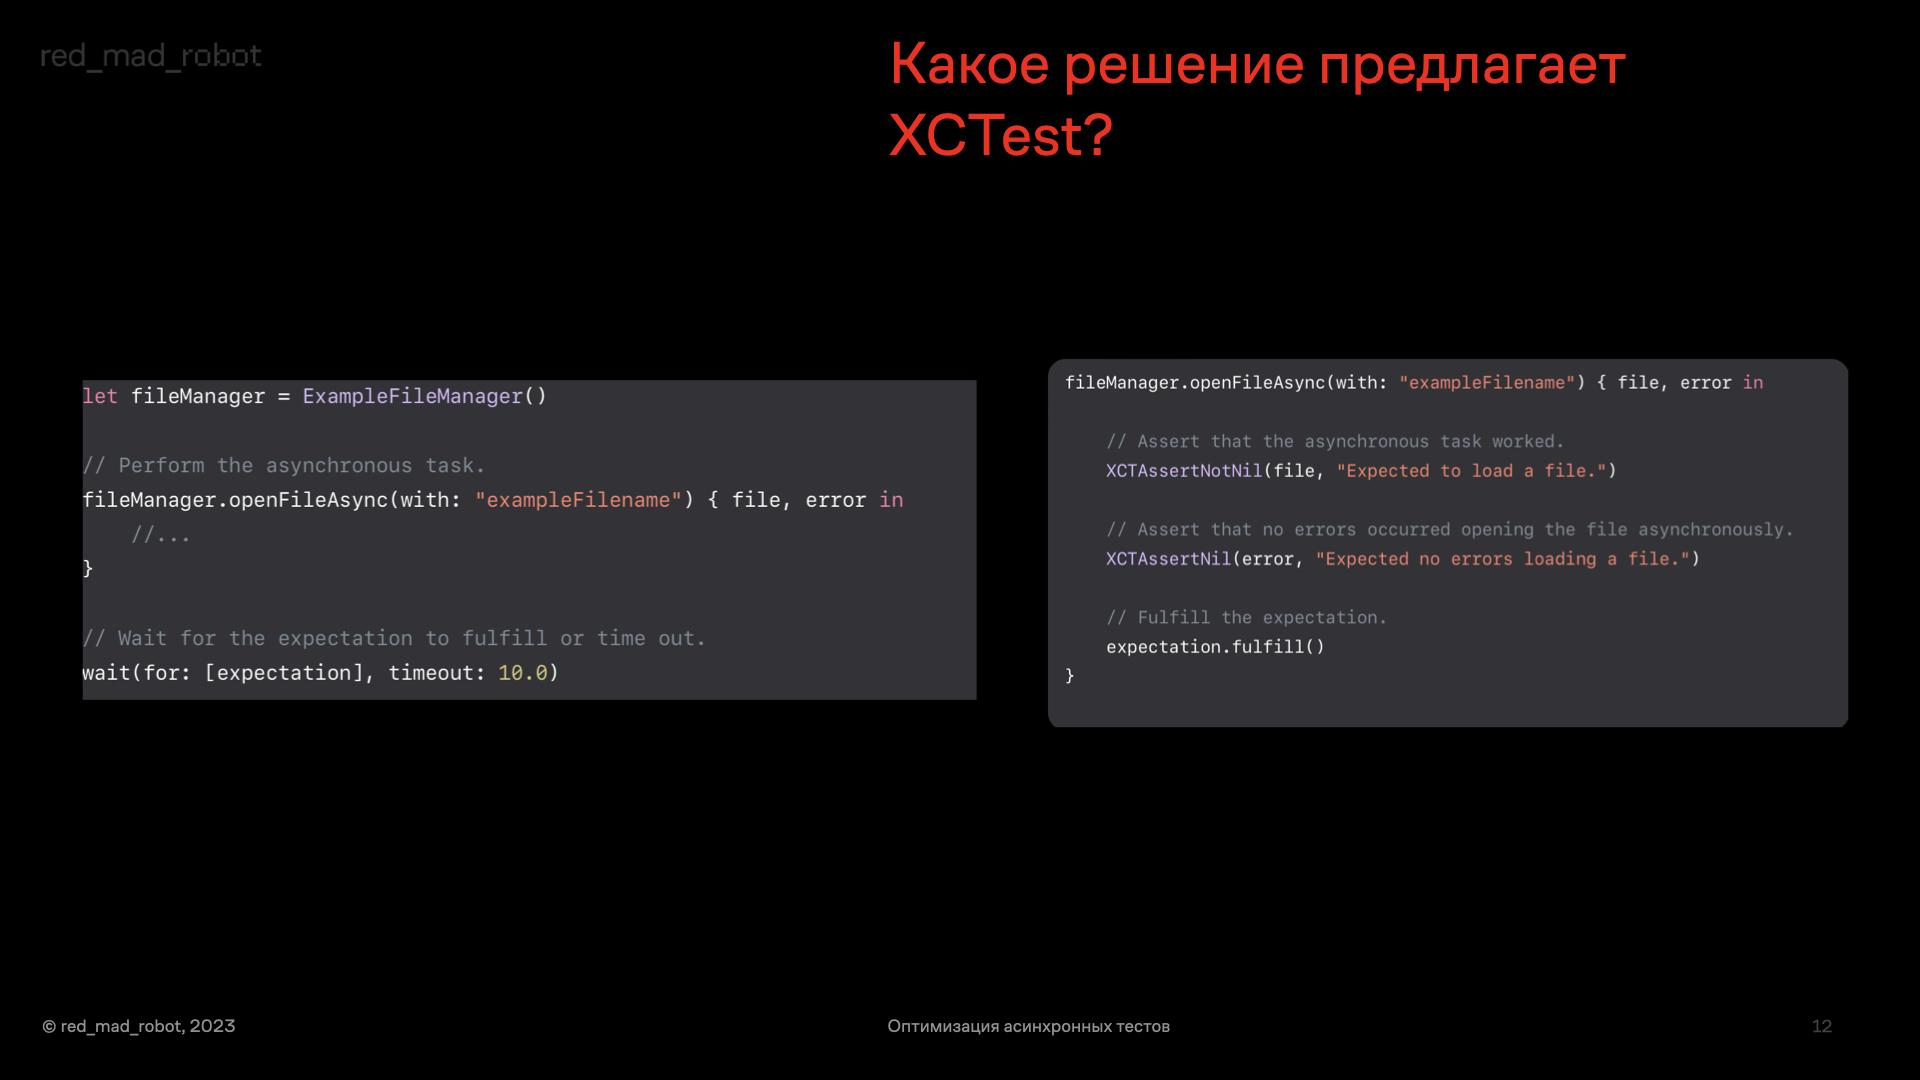 red_mad_robot
Какое решение предлагает
XCTest?
let fileManager = ExampleFileManager()
// Perform the asynchronous task.
fileManager.openFileAsync(with: "exampleFilename") { file, error in
    //...
}
// Wait for the expectation to fulfill or time out.
wait(for: [expectation], timeout: 10.0)
fileManager.openFileAsync(with: "exampleFilename") { file, error in
    // Assert that the asynchronous task worked.
    XCTAssertNotNil(file, "Expected to load a file.")
    // Assert that no errors occurred opening the file asynchronously.
    XCTAssertNil(error, "Expected no errors loading a file.")
    // Fulfill the expectation.
    expectation.fulfill()
}
© red_mad_robot, 2023
Оптимизация асинхронных тестов
12